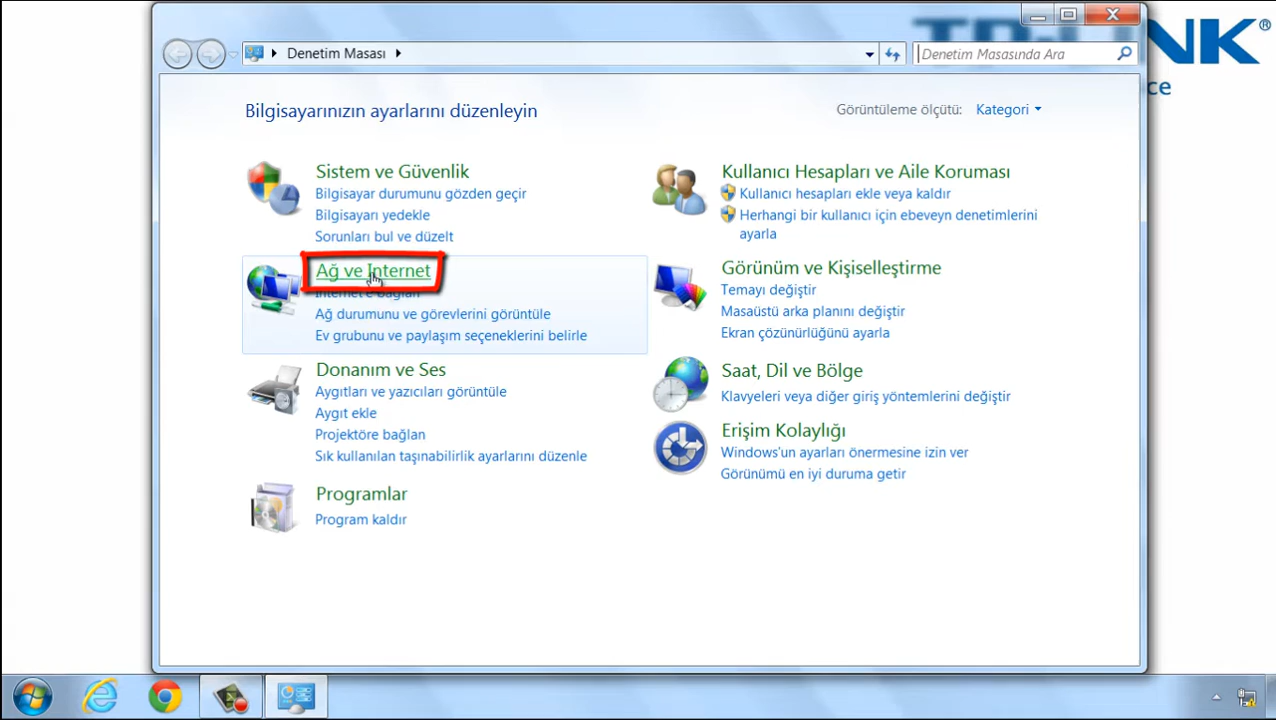 Denetim Masası
Denetim Masasında Ara
NK®
ce
Bilgisayarınızın ayarlarını düzenleyin
Görüntüleme ölçütü: Kategori
Sistem ve Güvenlik
Bilgisayar durumunu gözden geçir
Bilgisayarı yedekle
Sorunları bul ve düzelt
Ağ ve Internet
Internet'e bağlan
Ağ durumunu ve görevlerini görüntüle
Ev grubunu ve paylaşım seçeneklerini belirle
Donanım ve Ses
Aygıtları ve yazıcıları görüntüle
Aygıt ekle
Projektöre bağlan
Sık kullanılan taşınabilirlik ayarlarını düzenle
Programlar
Program kaldır
Kullanıcı Hesapları ve Aile Koruması
Kullanıcı hesapları ekle veya kaldır
Herhangi bir kullanıcı için ebeveyn denetimlerini
ayarla
Görünüm ve Kişiselleştirme
Temayı değiştir
Masaüstü arka planını değiştir
Ekran çözünürlüğünü ayarla
Saat, Dil ve Bölge
Klavyeleri veya diğer giriş yöntemlerini değiştir
Erişim Kolaylığı
Windows'un ayarları önermesine izin ver
Görünümü en iyi duruma getir